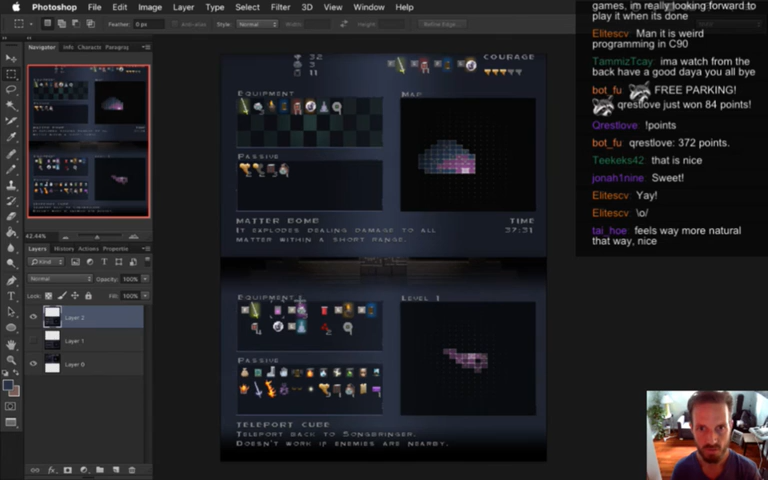 Photoshop File Edit Image Layer Type Select Filter 3D View Window Help
Feather: 0 px
Style: Normal
Width:
Height:
Refine Edge...
Navigator Info Charactr Paragrap
42.44%
Layers History Actions Propertie
Kind
Normal Opacity: 100%
Lock: Fill: 100%
Layer 2
Layer 1
Layer 0
32
3
11
COURAGE
EQUIPMENT
MAP
PASSIVE
MATTER BOMB
IT EXPLODES DEALING DAMAGE TO ALL
MATTER WITHIN A SHORT RANGE.
TIME
37:31
EQUIPMENT
LEVEL 1
PASSIVE
TELEPORT CUBE
TELEPORT BACK TO SONGBRINGER.
DOESN'T WORK IF ENEMIES ARE NEARBY.
games, im really looking forward to
play it when its done
Elitescv Man it is weird
programming in C90
TammizTcay ima watch from the
back have a good daya you all bye
bot_fu FREE PARKING!
qrestlove just won 84 points!
Qrestlove !points
bot_fu qrestlove: 372 points.
Teekeks42 that is nice
jonah1nine Sweet!
Elitescv Yay!
Elitescv \o/
tai_hoe feels way more natural
that way, nice